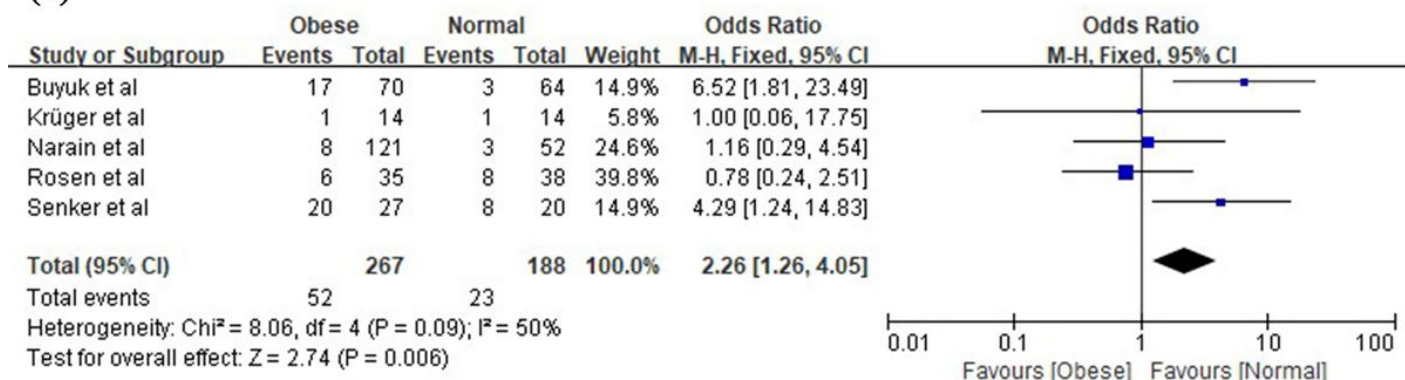 Obese Normal Odds Ratio Odds Ratio
Study or Subgroup Events Total Events Total Weight M-H, Fixed, 95% CI M-H, Fixed, 95% CI
Buyuk et al 17 70 3 64 14.9% 6.52 [1.81, 23.49]
Krüger et al 1 14 1 14 5.8% 1.00 [0.06, 17.75]
Narain et al 8 121 3 52 24.6% 1.16 [0.29, 4.54]
Rosen et al 6 35 8 38 39.8% 0.78 [0.24, 2.51]
Senker et al 20 27 8 20 14.9% 4.29 [1.24, 14.83]
Total (95% CI) 267 188 100.0% 2.26 [1.26, 4.05]
Total events 52 23
Heterogeneity: Chi² = 8.06, df = 4 (P = 0.09); I² = 50%
Test for overall effect: Z = 2.74 (P = 0.006)
0.01 0.1 1 10 100
Favours [Obese] Favours [Normal]